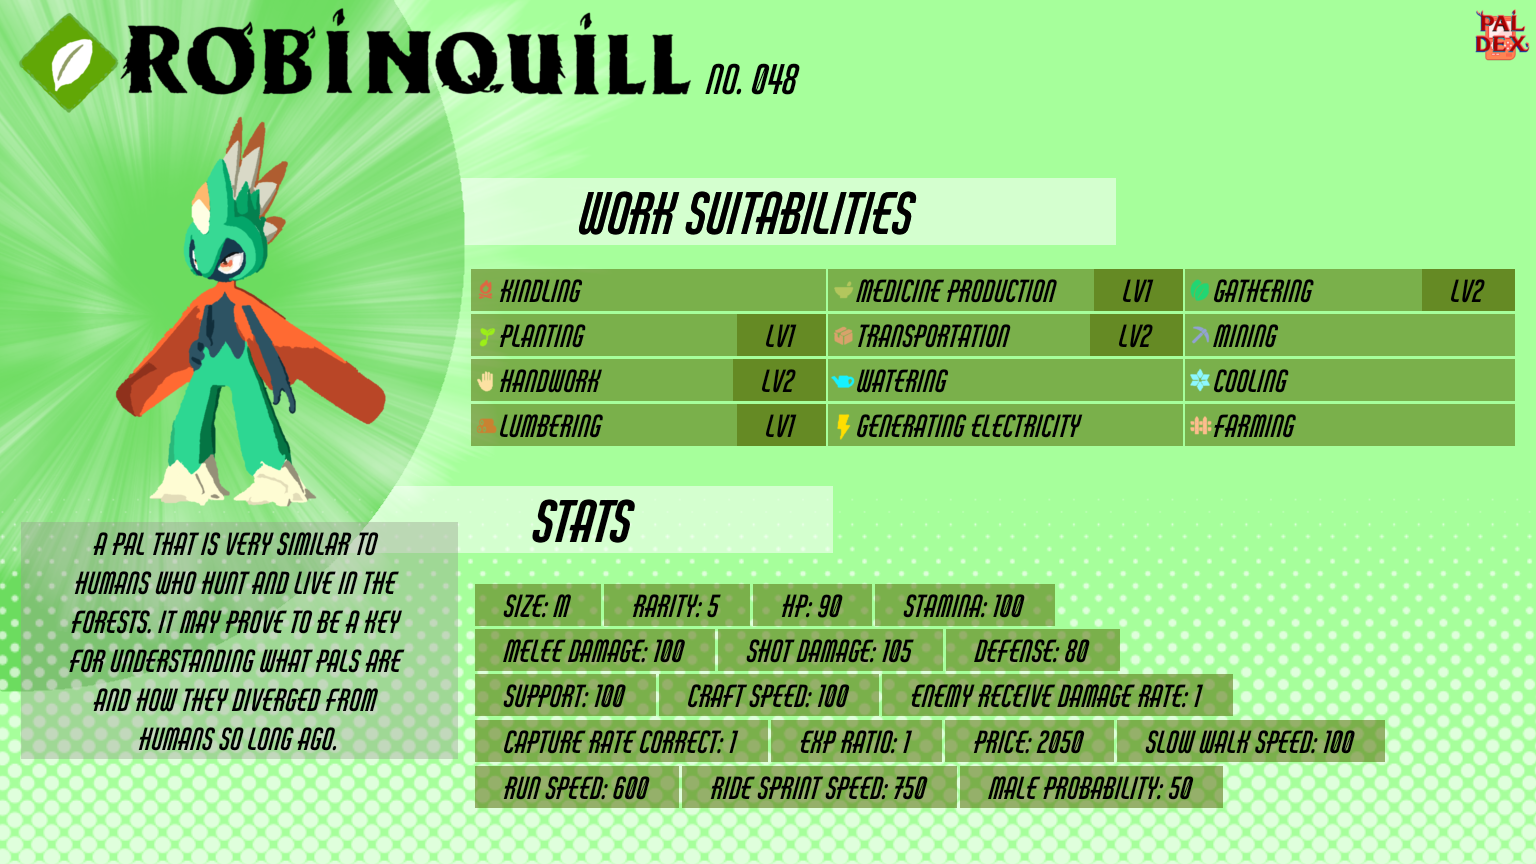 ROBINQUILL NO. 048
PAL
DEX
WORK SUITABILITIES
KINDLING
MEDICINE PRODUCTION LV1
GATHERING LV2
PLANTING LV1
TRANSPORTATION LV2
MINING
HANDWORK LV2
WATERING
COOLING
LUMBERING LV1
GENERATING ELECTRICITY
FARMING
STATS
A PAL THAT IS VERY SIMILAR TO
HUMANS WHO HUNT AND LIVE IN THE
FORESTS. IT MAY PROVE TO BE A KEY
FOR UNDERSTANDING WHAT PALS ARE
AND HOW THEY DIVERGED FROM
HUMANS SO LONG AGO.
SIZE: M RARITY: 5 HP: 90 STAMINA: 100
MELEE DAMAGE: 100 SHOT DAMAGE: 105 DEFENSE: 80
SUPPORT: 100 CRAFT SPEED: 100 ENEMY RECEIVE DAMAGE RATE: 1
CAPTURE RATE CORRECT: 1 EXP RATIO: 1 PRICE: 2050 SLOW WALK SPEED: 100
RUN SPEED: 600 RIDE SPRINT SPEED: 750 MALE PROBABILITY: 50